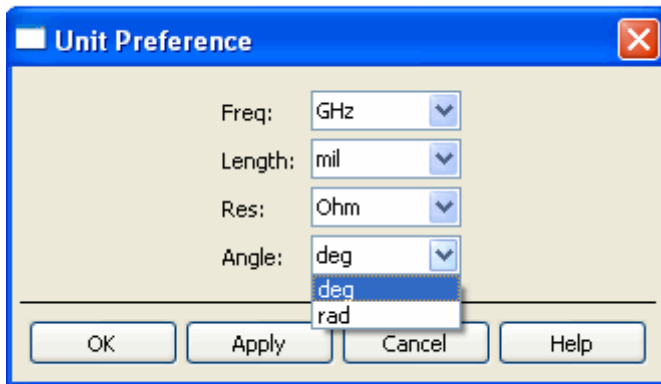 Unit Preference
Freq: GHz
Length: mil
Res: Ohm
Angle: deg
deg
rad
OK Apply Cancel Help